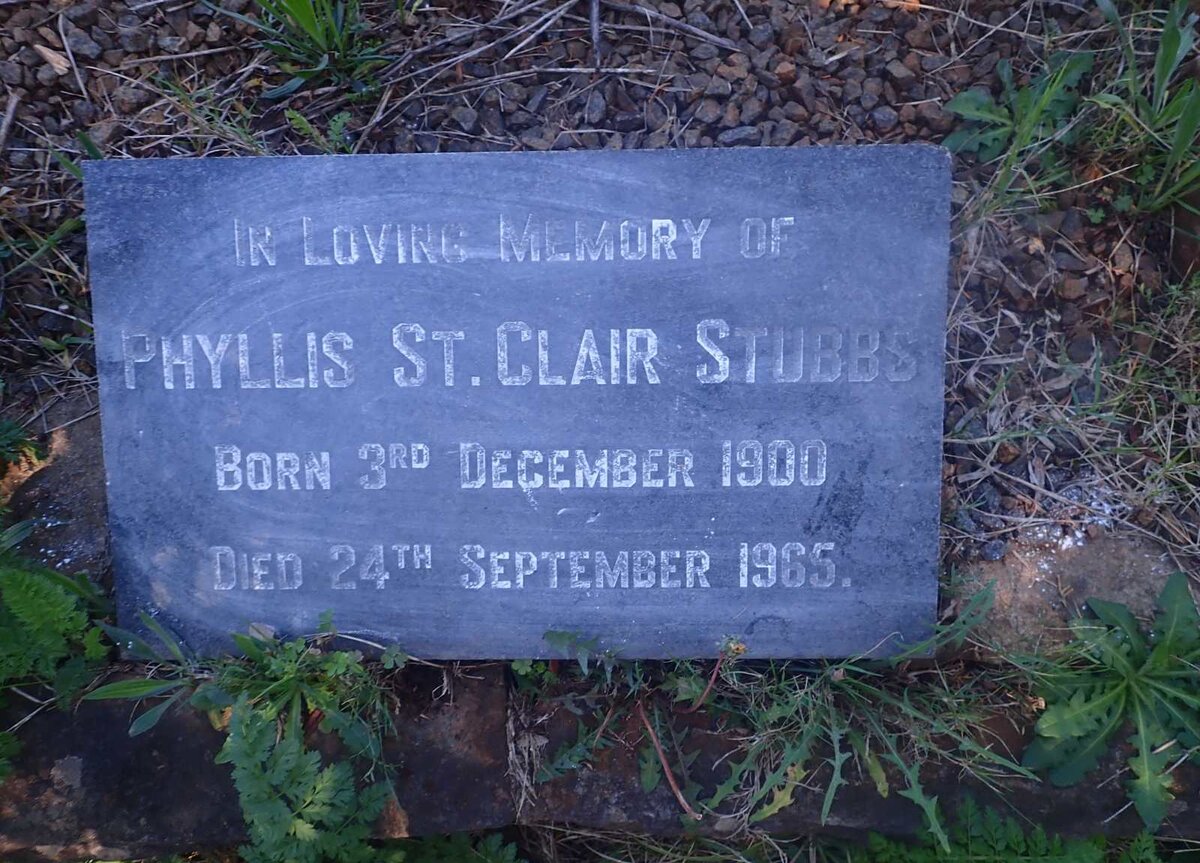 In Loving Memory of
Phyllis St. Clair Stubbs
Born 3rd December 1900
Died 24th September 1965.